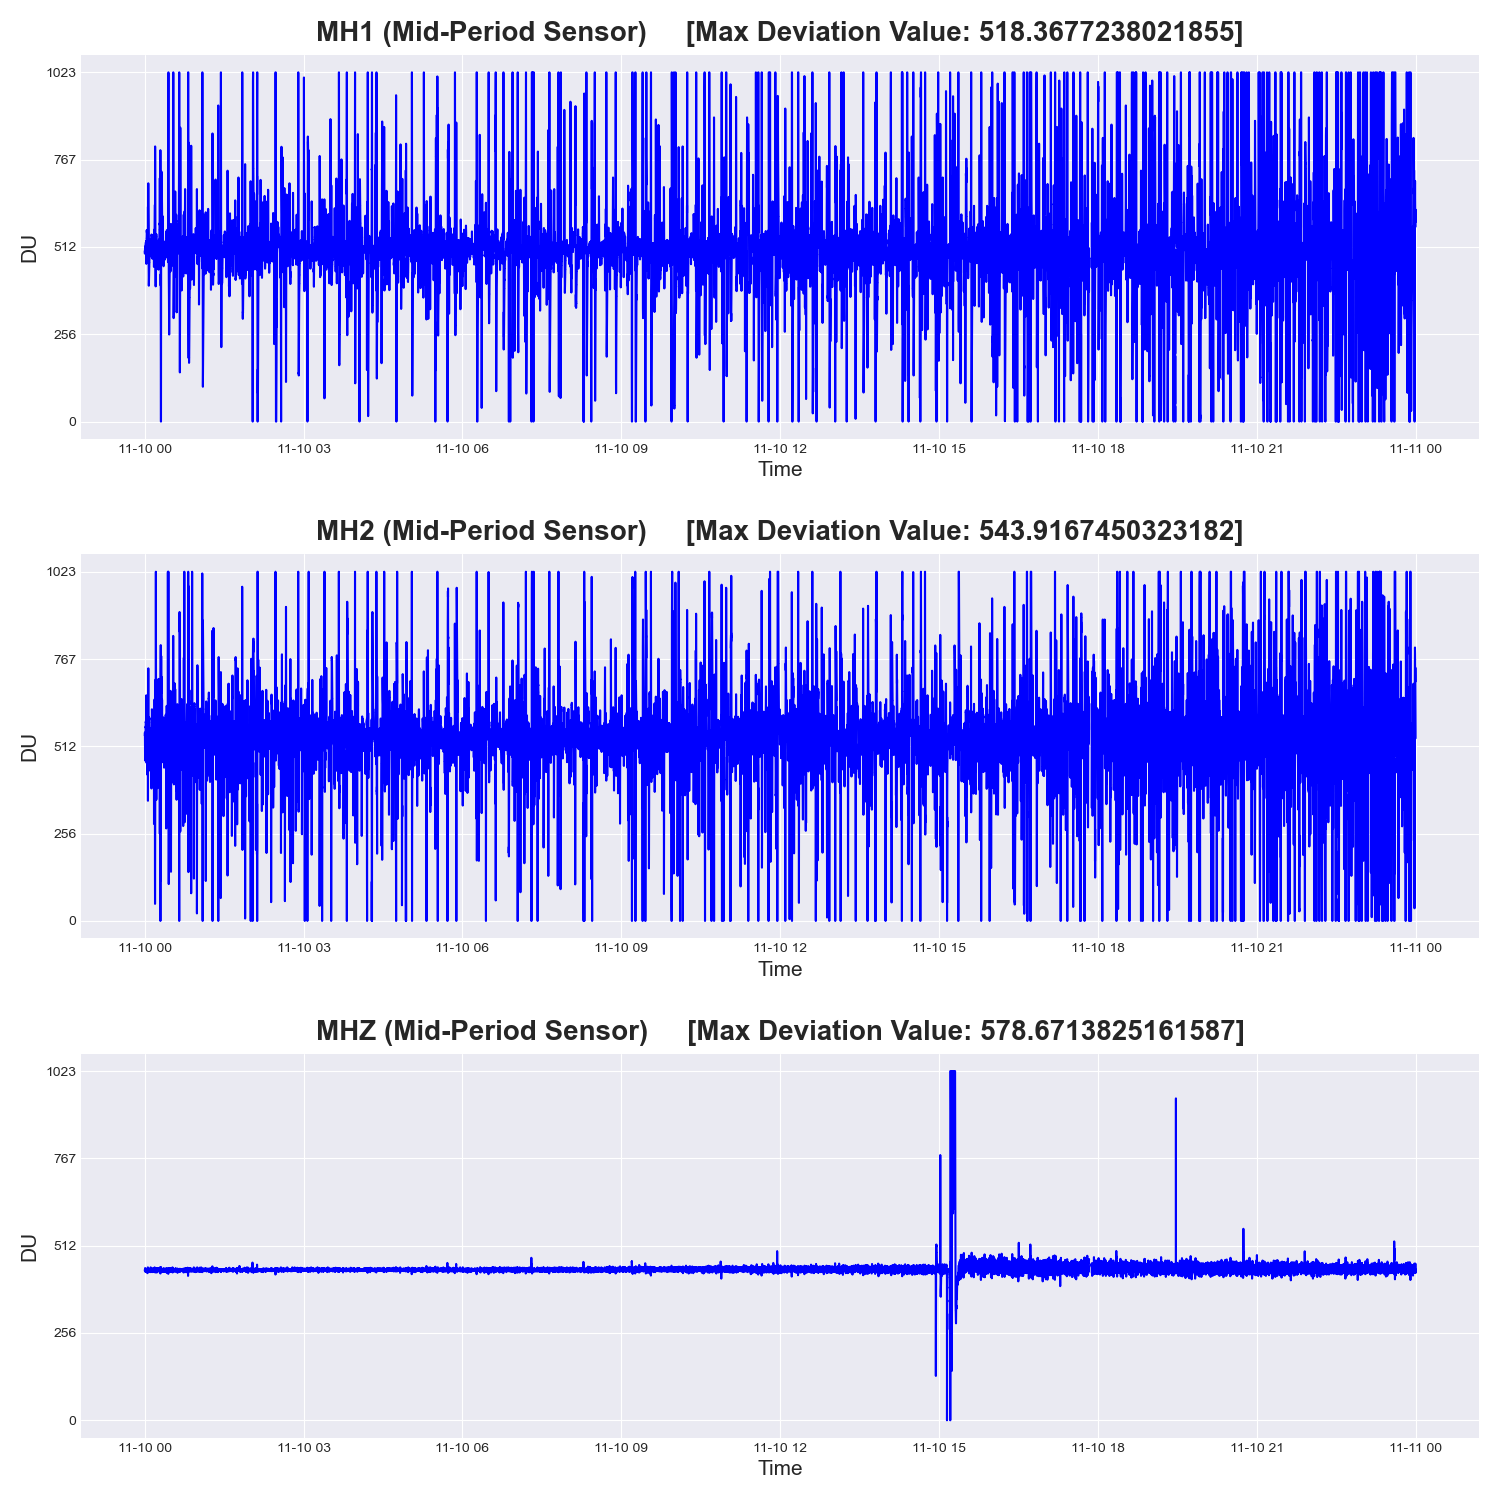 MH1 (Mid-Period Sensor) [Max Deviation Value: 518.3677238021855]
1023
767
512
256
0
DU
11-10 00 11-10 03 11-10 06 11-10 09 11-10 12 11-10 15 11-10 18 11-10 21 11-11 00
Time
MH2 (Mid-Period Sensor) [Max Deviation Value: 543.9167450323182]
1023
767
512
256
0
DU
11-10 00 11-10 03 11-10 06 11-10 09 11-10 12 11-10 15 11-10 18 11-10 21 11-11 00
Time
MHZ (Mid-Period Sensor) [Max Deviation Value: 578.6713825161587]
1023
767
512
256
0
DU
11-10 00 11-10 03 11-10 06 11-10 09 11-10 12 11-10 15 11-10 18 11-10 21 11-11 00
Time